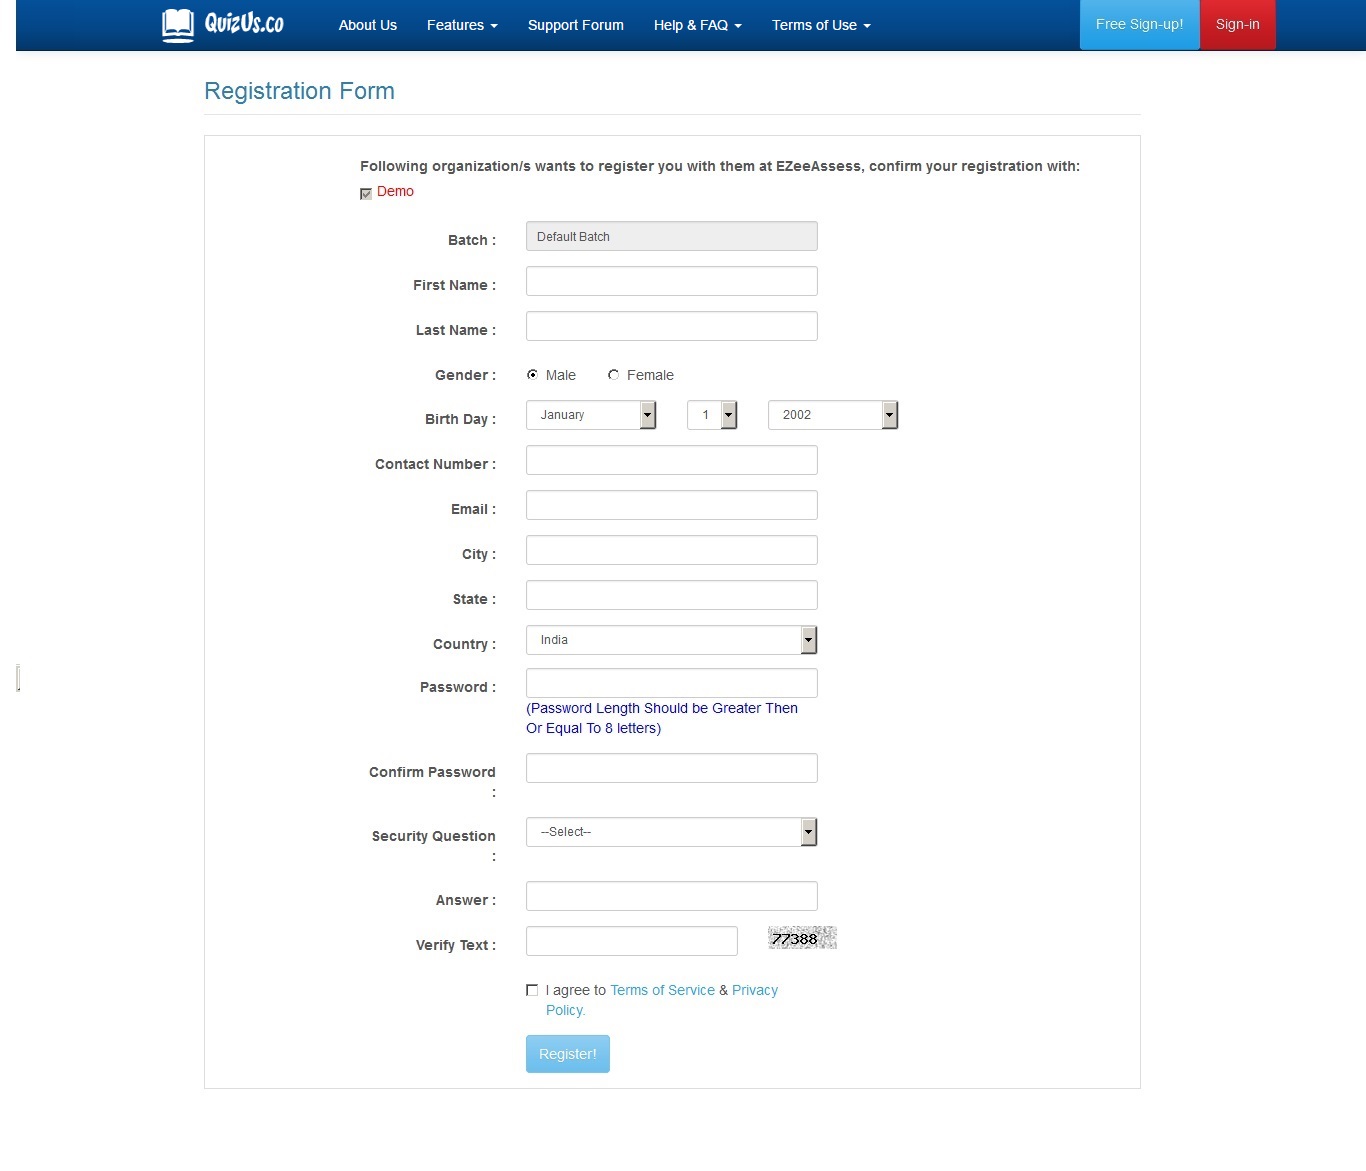 QuizUs.co About Us Features Support Forum Help & FAQ Terms of Use Free Sign-up! Sign-in
Registration Form
Following organization/s wants to register you with them at EZeeAssess, confirm your registration with:
Demo
Batch : Default Batch
First Name :
Last Name :
Gender : Male Female
Birth Day : January 1 2002
Contact Number :
Email :
City :
State :
Country : India
Password :
(Password Length Should be Greater Then
Or Equal To 8 letters)
Confirm Password
:
Security Question --Select--
:
Answer :
Verify Text : 77388
I agree to Terms of Service & Privacy
Policy.
Register!